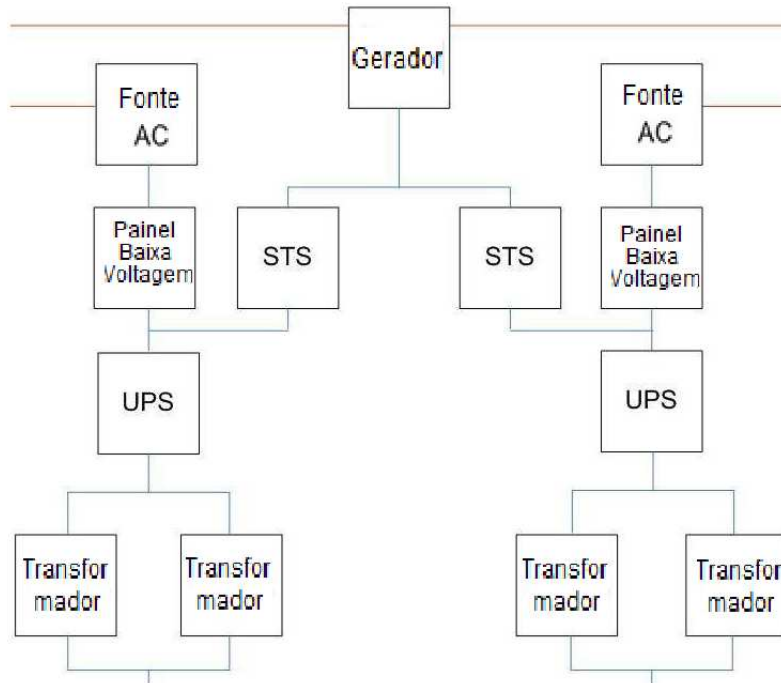 Gerador
Fonte
AC
Fonte
AC
Painel
Baixa
Voltagem
STS
STS
Painel
Baixa
Voltagem
UPS
UPS
Transfor
mador
Transfor
mador
Transfor
mador
Transfor
mador